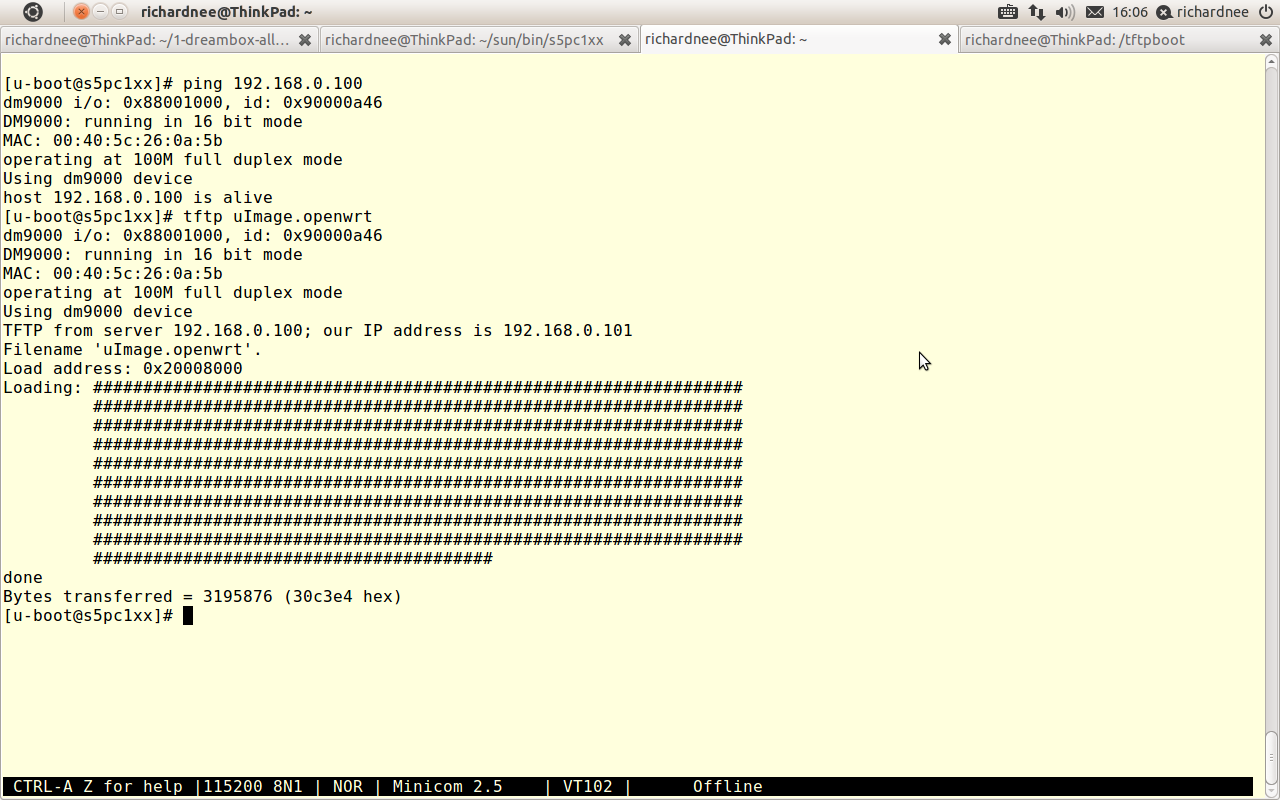 richardnee@ThinkPad: ~
16:06
richardnee
richardnee@ThinkPad: ~/1-dreambox-all...
richardnee@ThinkPad: ~/sun/bin/s5pc1xx
richardnee@ThinkPad: ~
richardnee@ThinkPad: /tftpboot
[u-boot@s5pc1xx]# ping 192.168.0.100
dm9000 i/o: 0x88001000, id: 0x90000a46
DM9000: running in 16 bit mode
MAC: 00:40:5c:26:0a:5b
operating at 100M full duplex mode
Using dm9000 device
host 192.168.0.100 is alive
[u-boot@s5pc1xx]# tftp uImage.openwrt
dm9000 i/o: 0x88001000, id: 0x90000a46
DM9000: running in 16 bit mode
MAC: 00:40:5c:26:0a:5b
operating at 100M full duplex mode
Using dm9000 device
TFTP from server 192.168.0.100; our IP address is 192.168.0.101
Filename 'uImage.openwrt'.
Load address: 0x20008000
Loading: #################################################################
#################################################################
#################################################################
#################################################################
#################################################################
#################################################################
#################################################################
#################################################################
#################################################################
########################################
done
Bytes transferred = 3195876 (30c3e4 hex)
[u-boot@s5pc1xx]#
CTRL-A Z for help |115200 8N1 | NOR | Minicom 2.5 | VT102 | Offline